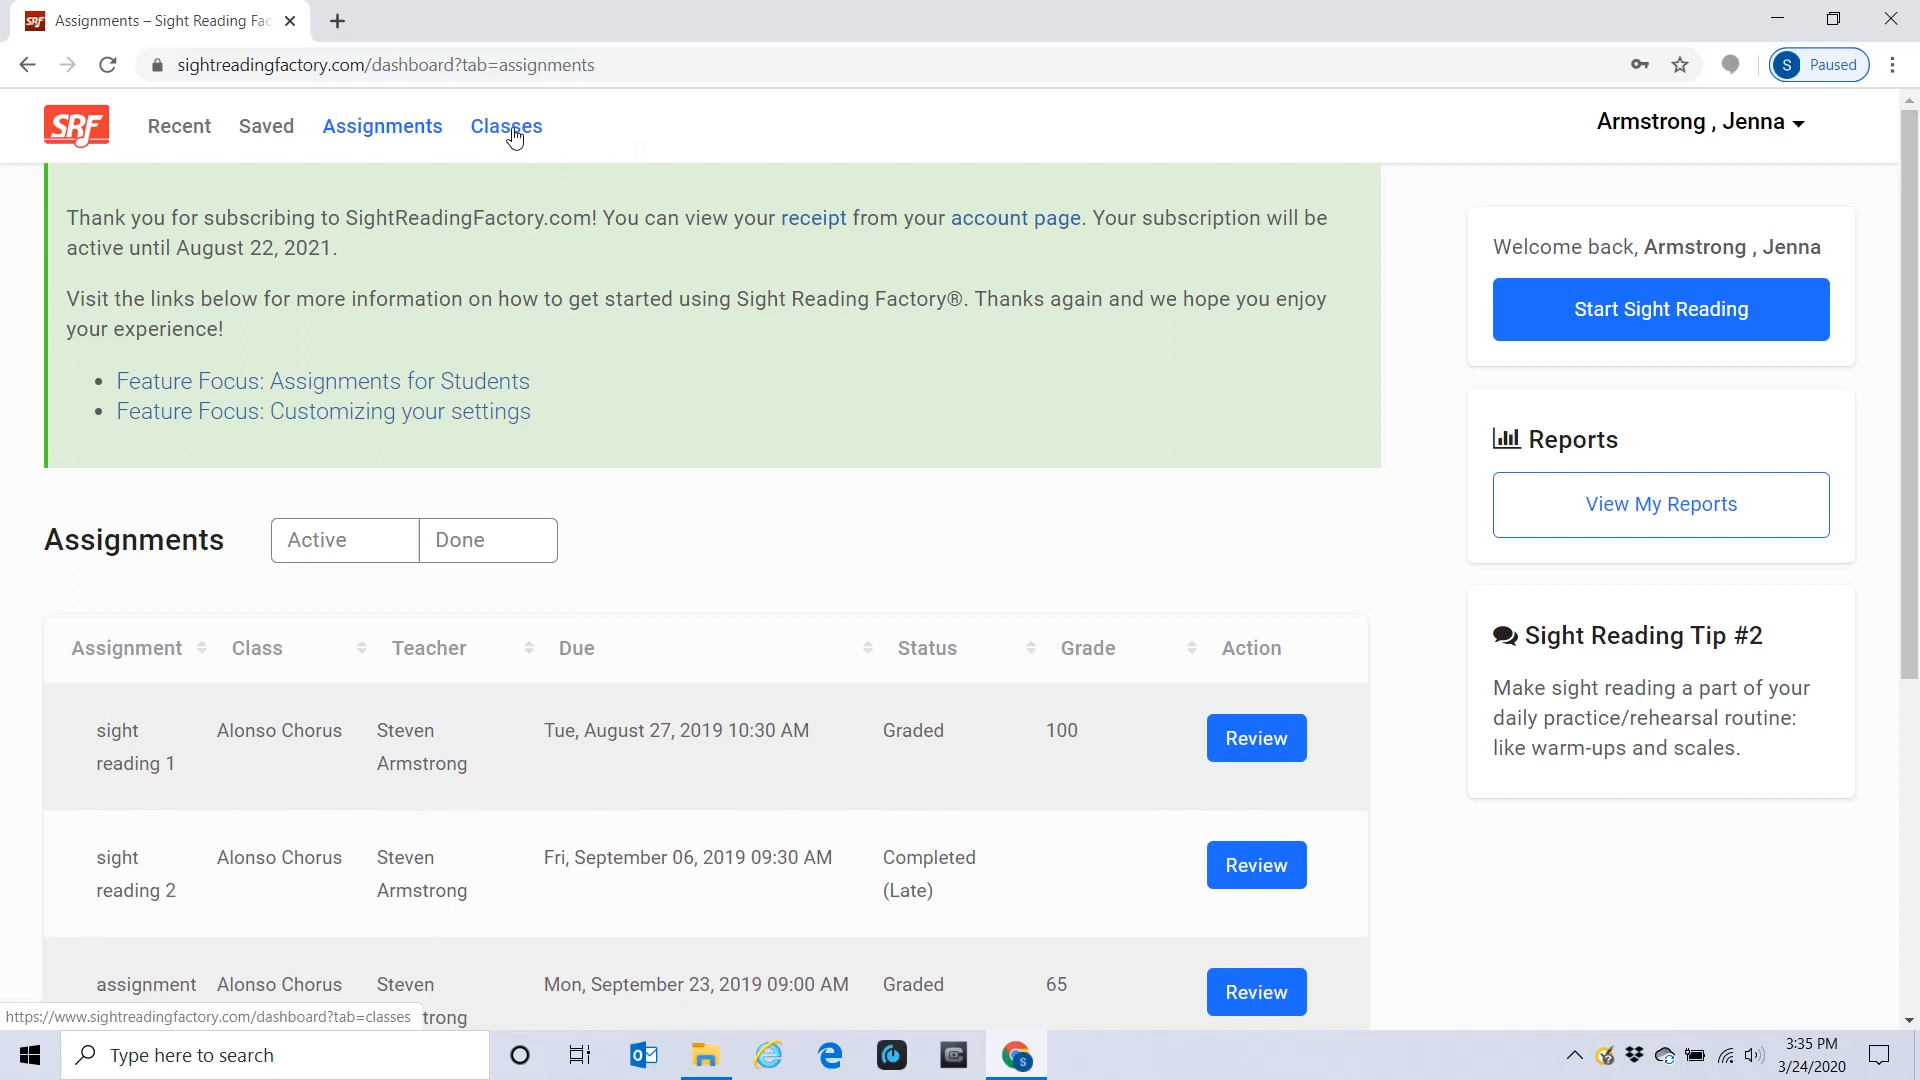 SRF Assignments – Sight Reading Fac
sightreadingfactory.com/dashboard?tab=assignments
S Paused
SRF Recent Saved Assignments Classes
Armstrong , Jenna
Thank you for subscribing to SightReadingFactory.com! You can view your receipt from your account page. Your subscription will be
active until August 22, 2021.
Visit the links below for more information on how to get started using Sight Reading Factory®. Thanks again and we hope you enjoy
your experience!
• Feature Focus: Assignments for Students
• Feature Focus: Customizing your settings
Welcome back, Armstrong , Jenna
Start Sight Reading
Reports
View My Reports
Sight Reading Tip #2
Make sight reading a part of your
daily practice/rehearsal routine:
like warm-ups and scales.
Assignments Active Done
Assignment Class Teacher Due Status Grade Action
sight Alonso Chorus Steven Tue, August 27, 2019 10:30 AM Graded 100 Review
reading 1 Armstrong
sight Alonso Chorus Steven Fri, September 06, 2019 09:30 AM Completed Review
reading 2 Armstrong (Late)
assignment Alonso Chorus Steven Mon, September 23, 2019 09:00 AM Graded 65 Review
trong
https://www.sightreadingfactory.com/dashboard?tab=classes
Type here to search
3:35 PM
3/24/2020